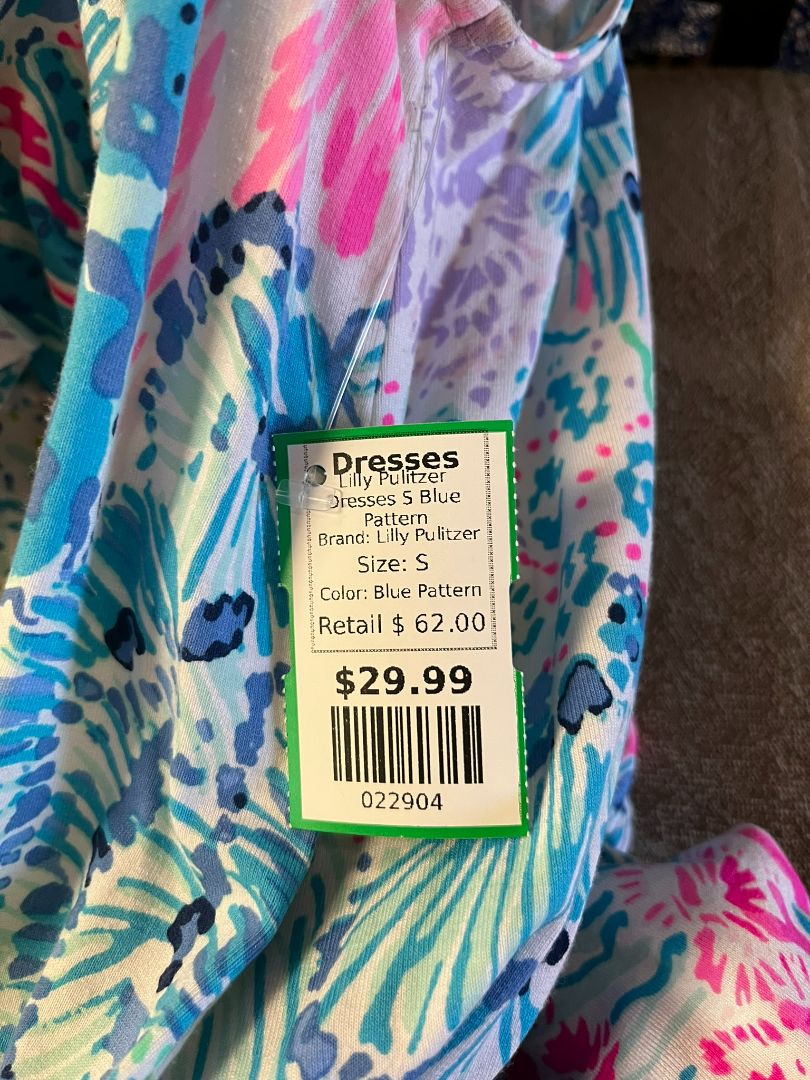 Dresses
Lilly Pulitzer
Dresses S Blue
Pattern
Brand: Lilly Pulitzer
Size: S
Color: Blue Pattern
Retail $ 62.00
$29.99
022904